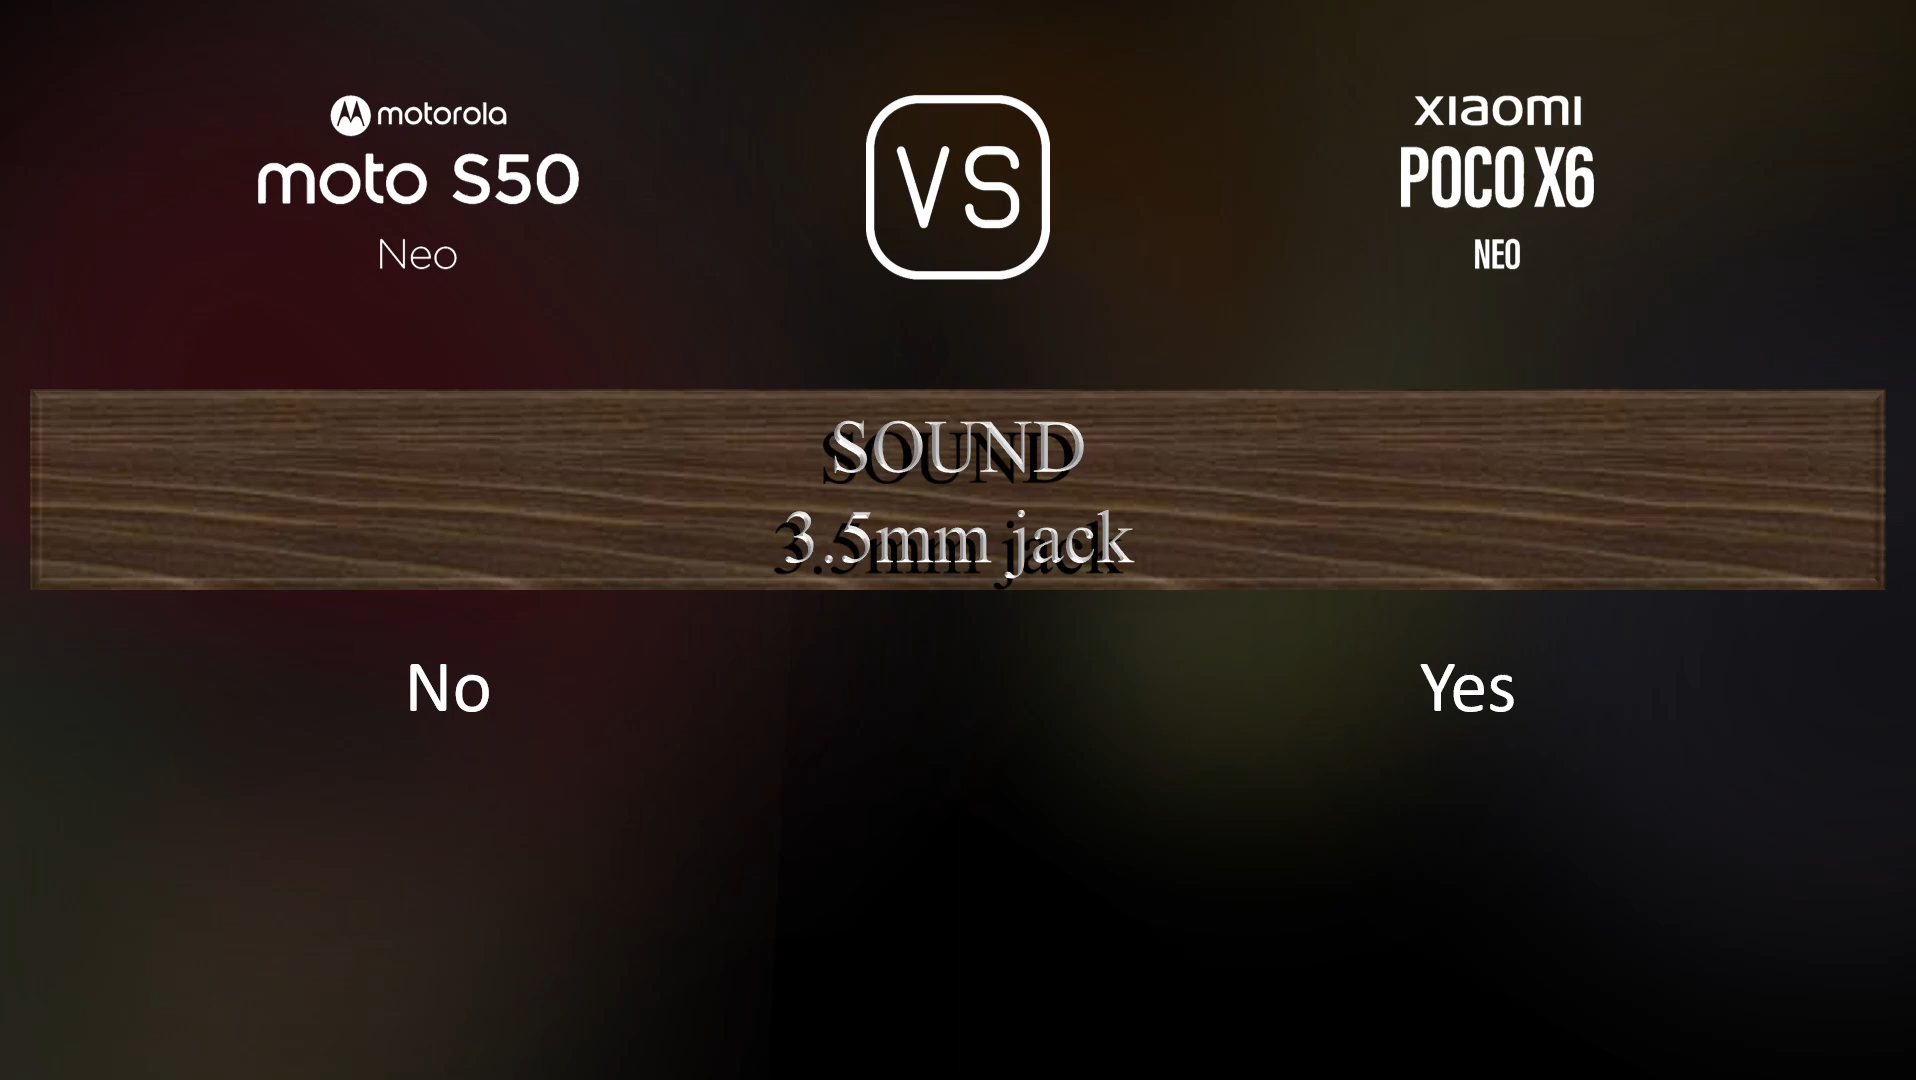 motorola
moto S50
Neo
VS
xiaomi
POCO X6
NEO
SOUND
3.5mm jack
No
Yes